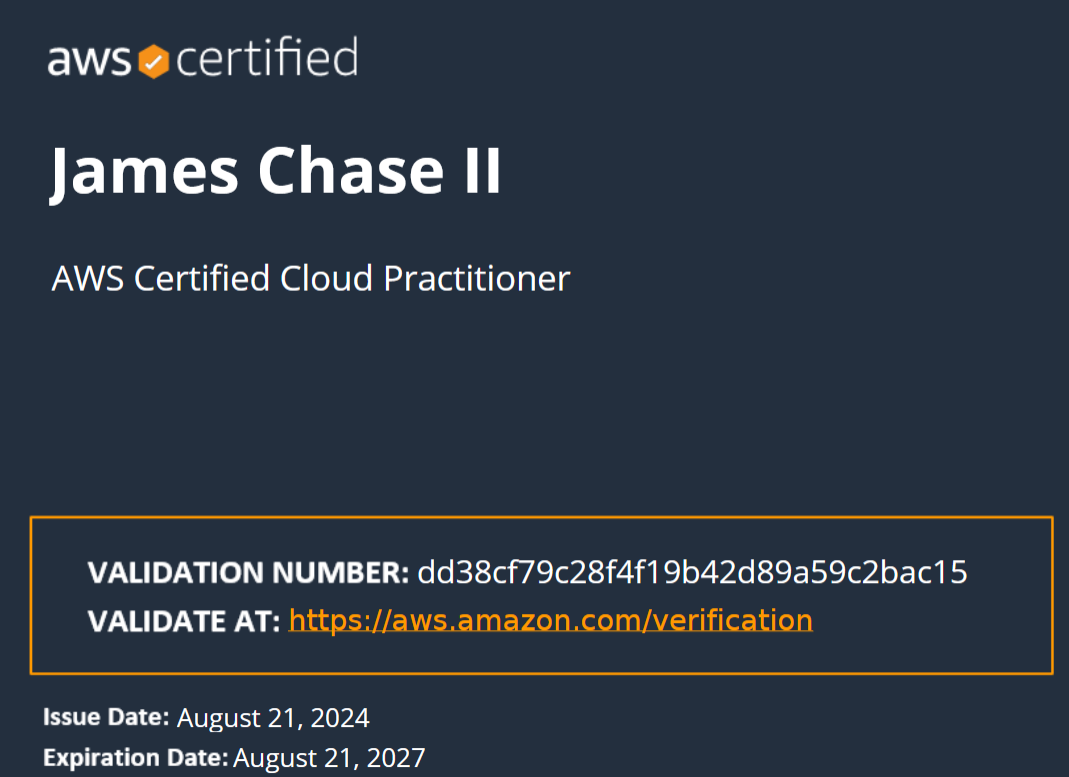 aws certified
James Chase II
AWS Certified Cloud Practitioner
VALIDATION NUMBER: dd38cf79c28f4f19b42d89a59c2bac15
VALIDATE AT: https://aws.amazon.com/verification
Issue Date: August 21, 2024
Expiration Date: August 21, 2027